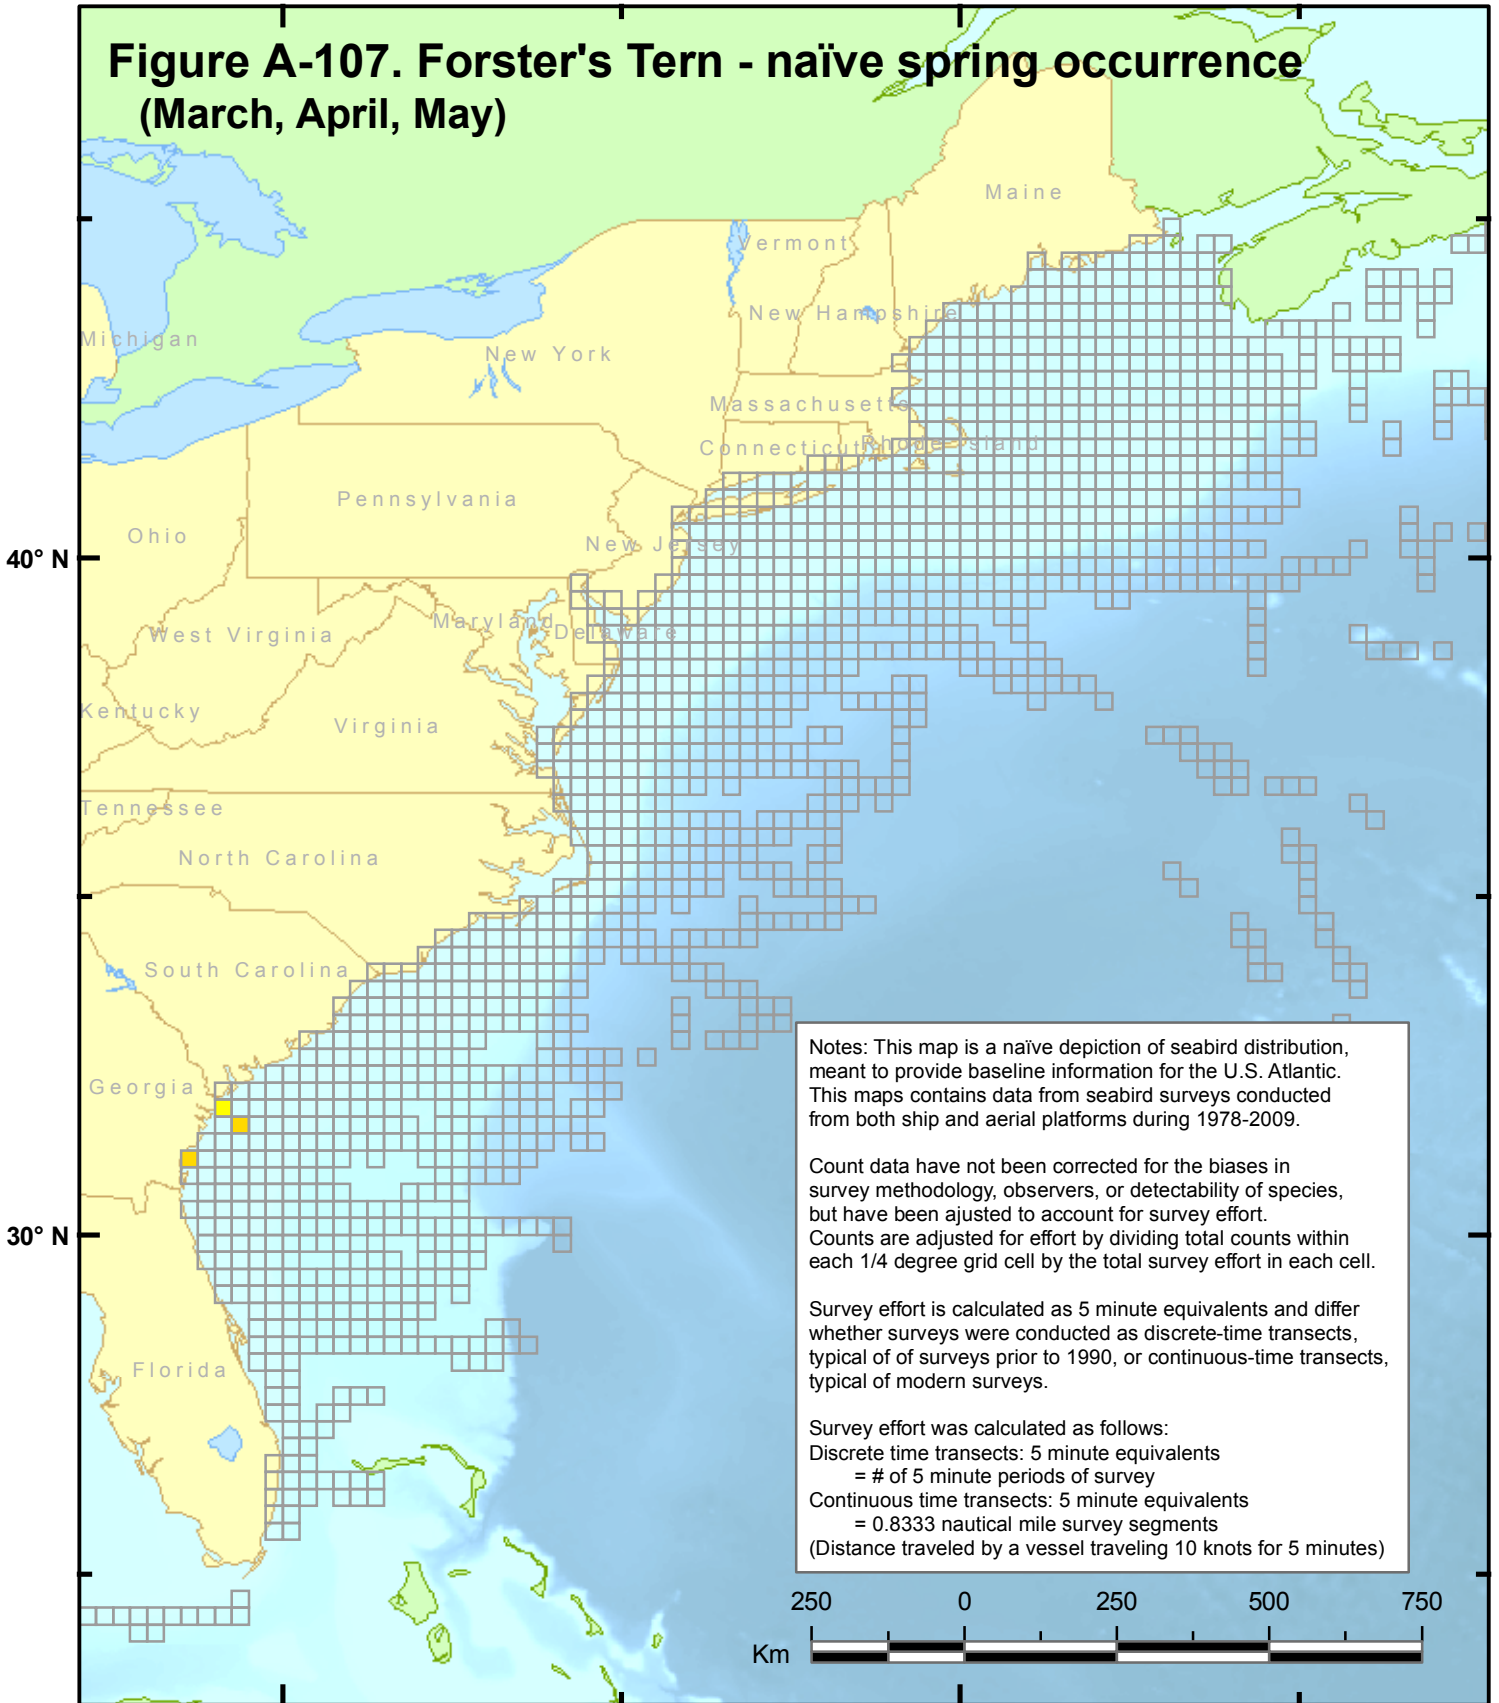 Figure A-107. Forster's Tern - naïve spring occurrence
(March, April, May)
Maine
Vermont
New Hampshire
Michigan
New York
Massachusetts
Connecticut
Rhode Island
Pennsylvania
Ohio
New Jersey
40° N
Maryland
Delaware
West Virginia
Kentucky
Virginia
Tennessee
North Carolina
South Carolina
Georgia
30° N
Florida
Notes: This map is a naïve depiction of seabird distribution,
meant to provide baseline information for the U.S. Atlantic.
This maps contains data from seabird surveys conducted
from both ship and aerial platforms during 1978-2009.
Count data have not been corrected for the biases in
survey methodology, observers, or detectability of species,
but have been ajusted to account for survey effort.
Counts are adjusted for effort by dividing total counts within
each 1/4 degree grid cell by the total survey effort in each cell.
Survey effort is calculated as 5 minute equivalents and differ
whether surveys were conducted as discrete-time transects,
typical of of surveys prior to 1990, or continuous-time transects,
typical of modern surveys.
Survey effort was calculated as follows:
Discrete time transects: 5 minute equivalents
= # of 5 minute periods of survey
Continuous time transects: 5 minute equivalents
= 0.8333 nautical mile survey segments
(Distance traveled by a vessel traveling 10 knots for 5 minutes)
250 0 250 500 750
Km